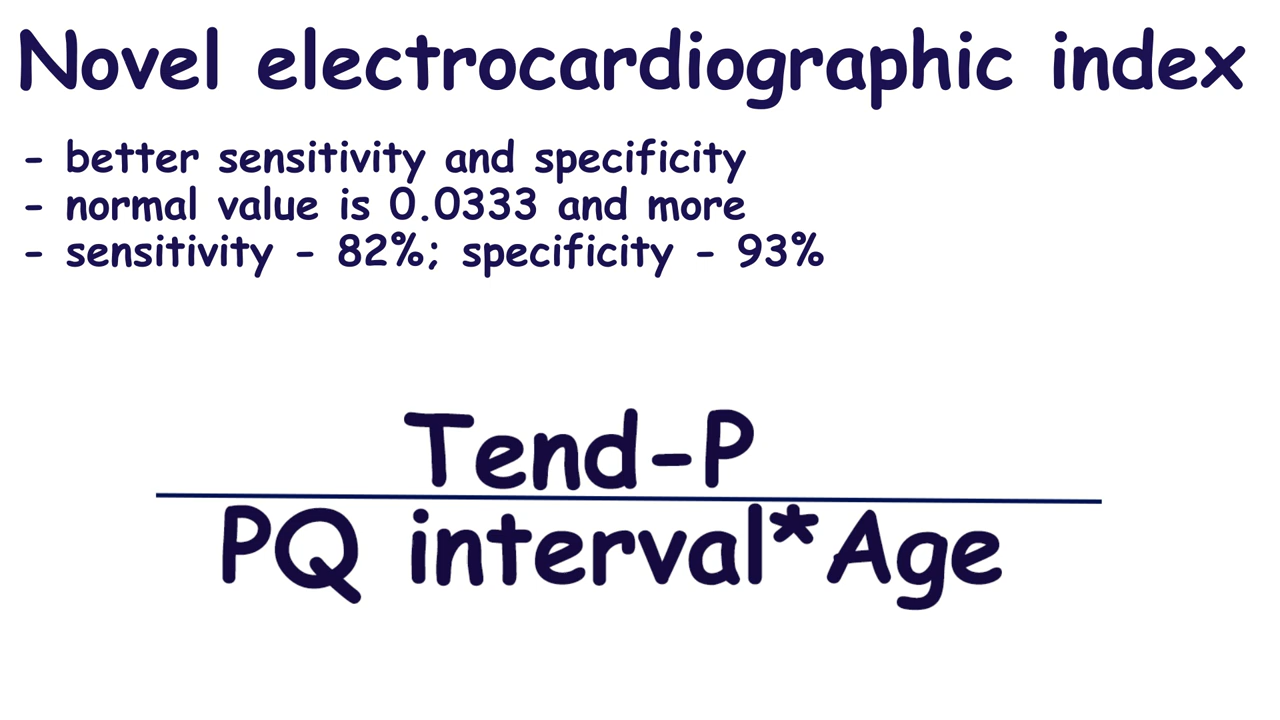 Novel electrocardiographic index
- better sensitivity and specificity
- normal value is 0.0333 and more
- sensitivity - 82%; specificity - 93%
Tend-P
PQ interval*Age